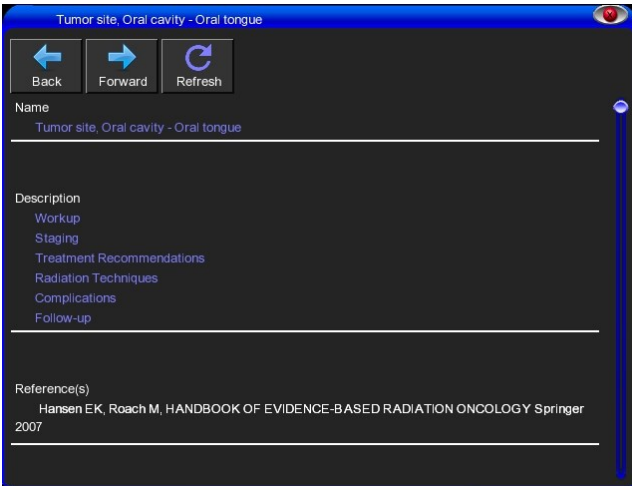 Tumor site, Oral cavity - Oral tongue
Back Forward Refresh
Name
Tumor site, Oral cavity - Oral tongue
Description
Workup
Staging
Treatment Recommendations
Radiation Techniques
Complications
Follow-up
Reference(s)
Hansen EK, Roach M, HANDBOOK OF EVIDENCE-BASED RADIATION ONCOLOGY Springer
2007